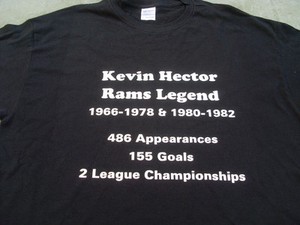 Kevin Hector
Rams Legend
1966-1978 & 1980-1982
486 Appearances
155 Goals
2 League Championships